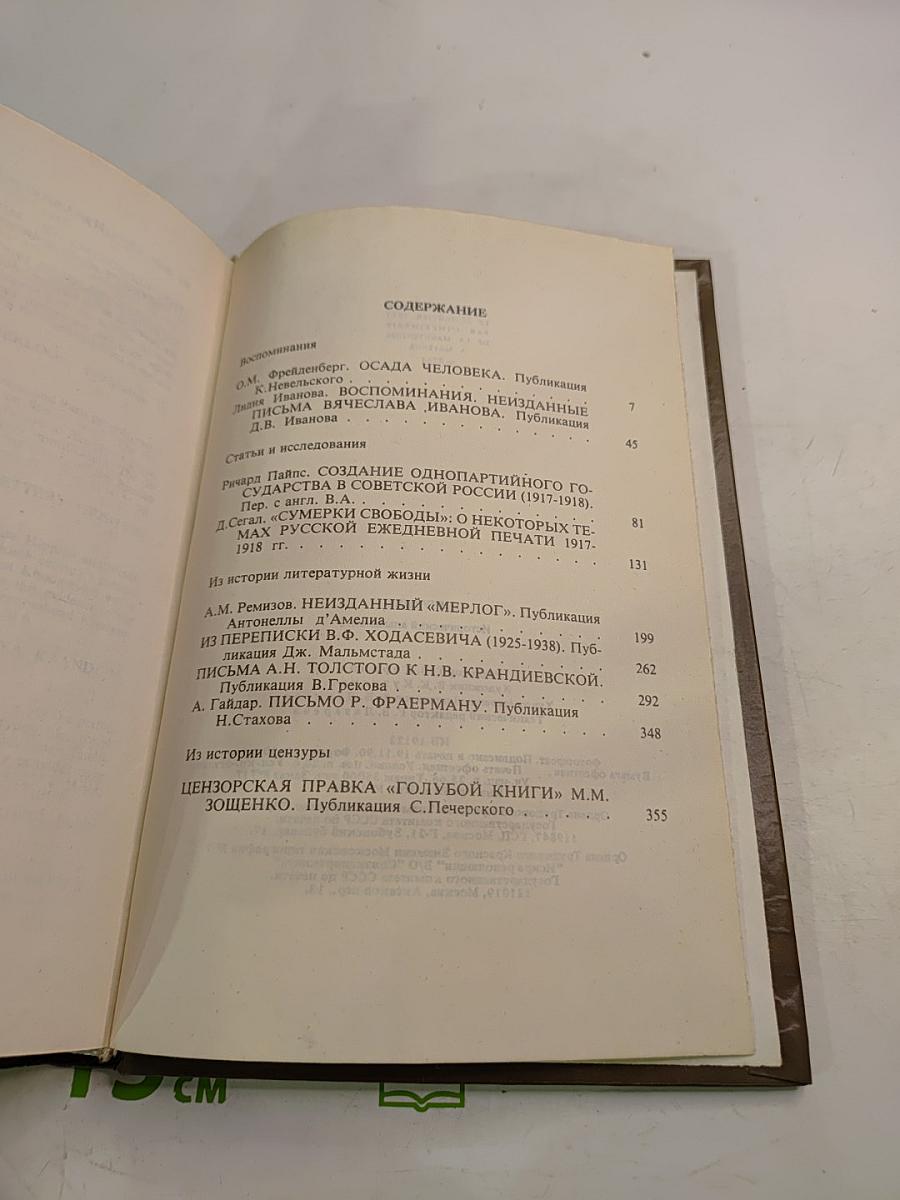 СОДЕРЖАНИЕ
Воспоминания
О.М. Фрейденберг. ОСАДА ЧЕЛОВЕКА. Публикация
К.Невельского . . . . . . . . . . . . 7
Лидия Иванова. ВОСПОМИНАНИЯ. НЕИЗДАННЫЕ
ПИСЬМА ВЯЧЕСЛАВА ИВАНОВА. Публикация
Д.В. Иванова . . . . . . . . . . . . 45
Статьи и исследования
Ричард Пайпс. СОЗДАНИЕ ОДНОПАРТИЙНОГО ГО-
СУДАРСТВА В СОВЕТСКОЙ РОССИИ (1917-1918).
Пер. с англ. В.А. . . . . . . . . . . . 81
Д.Сегал. «СУМЕРКИ СВОБОДЫ»: О НЕКОТОРЫХ ТЕ-
МАХ РУССКОЙ ЕЖЕДНЕВНОЙ ПЕЧАТИ 1917-
1918 гг. . . . . . . . . . . . . . 131
Из истории литературной жизни
А.М. Ремизов. НЕИЗДАННЫЙ «МЕРЛОГ». Публикация
Антонеллы д'Амелиа . . . . . . . . . . 199
ИЗ ПЕРЕПИСКИ В.Ф. ХОДАСЕВИЧА (1925-1938). Пуб-
ликация Дж. Мальмстада . . . . . . . . . 262
ПИСЬМА А.Н. ТОЛСТОГО К Н.В. КРАНДИЕВСКОЙ.
Публикация В.Грекова . . . . . . . . . . 292
А. Гайдар. ПИСЬМО Р. ФРАЕРМАНУ. Публикация
Н.Стахова . . . . . . . . . . . . . 348
Из истории цензуры
ЦЕНЗОРСКАЯ ПРАВКА «ГОЛУБОЙ КНИГИ» М.М.
ЗОЩЕНКО. Публикация С.Печерского . . . . . . 355
см